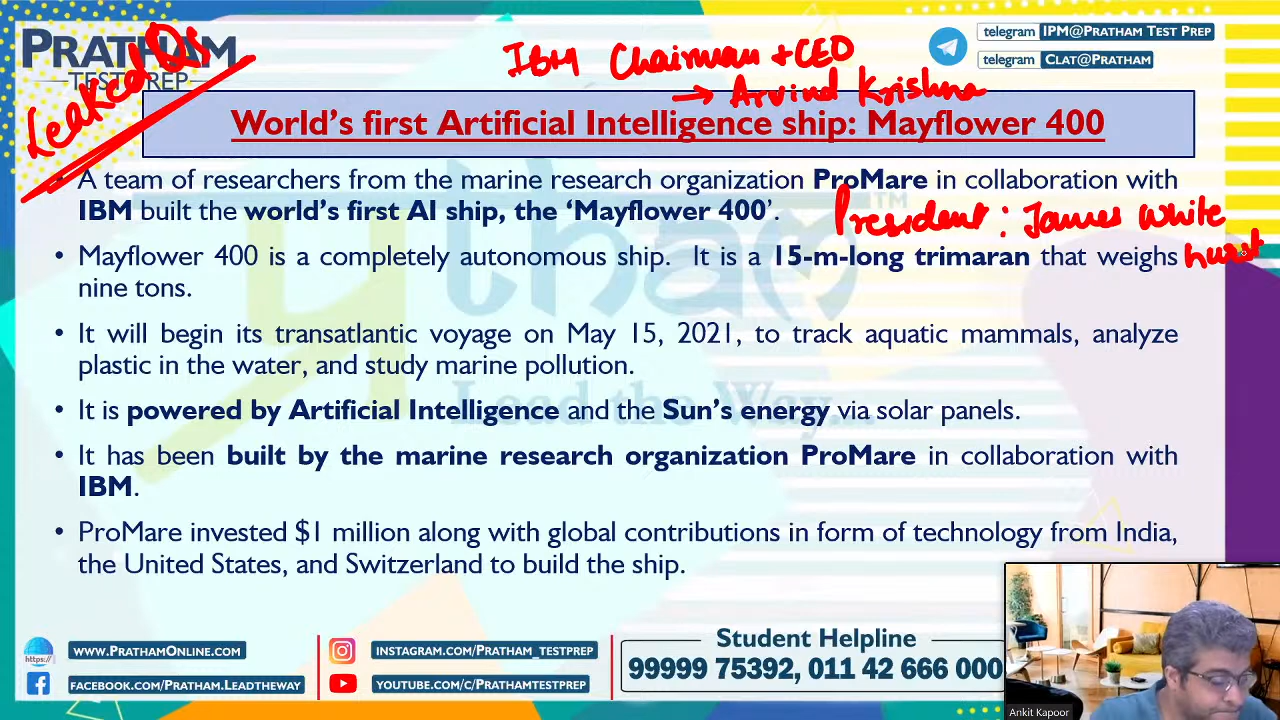 PRATHAM
TEST PREP
Leaked Qs
IBM Chairman + CEO
→ Arvind Krishna
telegram IPM@PRATHAM TEST PREP
telegram CLAT@PRATHAM
World's first Artificial Intelligence ship: Mayflower 400
• A team of researchers from the marine research organization ProMare in collaboration with
IBM built the world's first AI ship, the 'Mayflower 400'.
President: James White
hurst
• Mayflower 400 is a completely autonomous ship. It is a 15-m-long trimaran that weighs
nine tons.
• It will begin its transatlantic voyage on May 15, 2021, to track aquatic mammals, analyze
plastic in the water, and study marine pollution.
• It is powered by Artificial Intelligence and the Sun's energy via solar panels.
• It has been built by the marine research organization ProMare in collaboration with
IBM.
• ProMare invested $1 million along with global contributions in form of technology from India,
the United States, and Switzerland to build the ship.
TM
Lead the Way..
https://
WWW.PRATHAMONLINE.COM
FACEBOOK.COM/PRATHAM.LEADTHEWAY
INSTAGRAM.COM/PRATHAM_TESTPREP
YOUTUBE.COM/C/PRATHAMTESTPREP
Student Helpline
99999 75392, 011 42 666 000
Ankit Kapoor